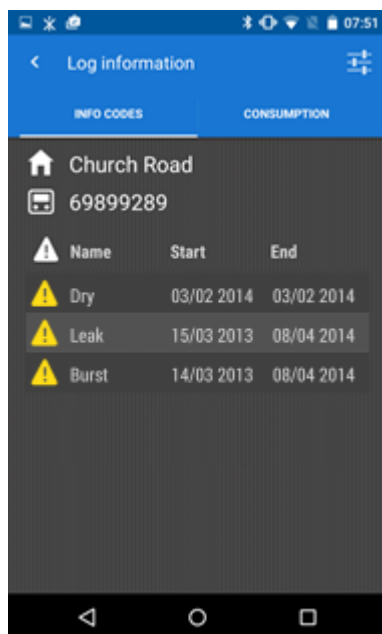 07:51
Log information
INFO CODES CONSUMPTION
Church Road
69899289
Name Start End
Dry 03/02 2014 03/02 2014
Leak 15/03 2013 08/04 2014
Burst 14/03 2013 08/04 2014